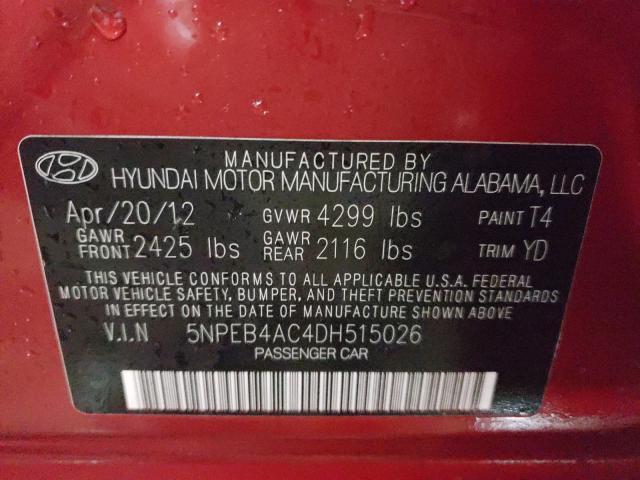 MANUFACTURED BY
HYUNDAI MOTOR MANUFACTURING ALABAMA, LLC
Apr/20/12 GVWR 4299 lbs PAINT T4
GAWR FRONT 2425 lbs GAWR REAR 2116 lbs TRIM YD
THIS VEHICLE CONFORMS TO ALL APPLICABLE U.S.A. FEDERAL
MOTOR VEHICLE SAFETY, BUMPER, AND THEFT PREVENTION STANDARDS
IN EFFECT ON THE DATE OF MANUFACTURE SHOWN ABOVE
V.I.N 5NPEB4AC4DH515026
PASSENGER CAR